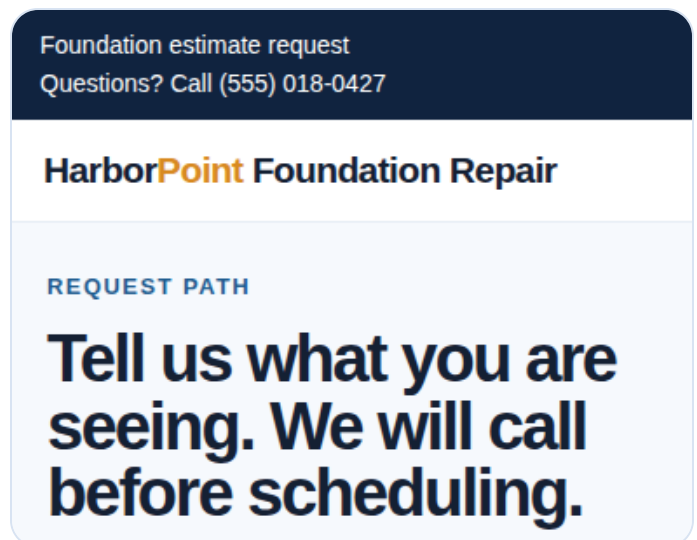 Foundation estimate request
Questions? Call (555) 018-0427
HarborPoint Foundation Repair
REQUEST PATH
Tell us what you are
seeing. We will call
before scheduling.